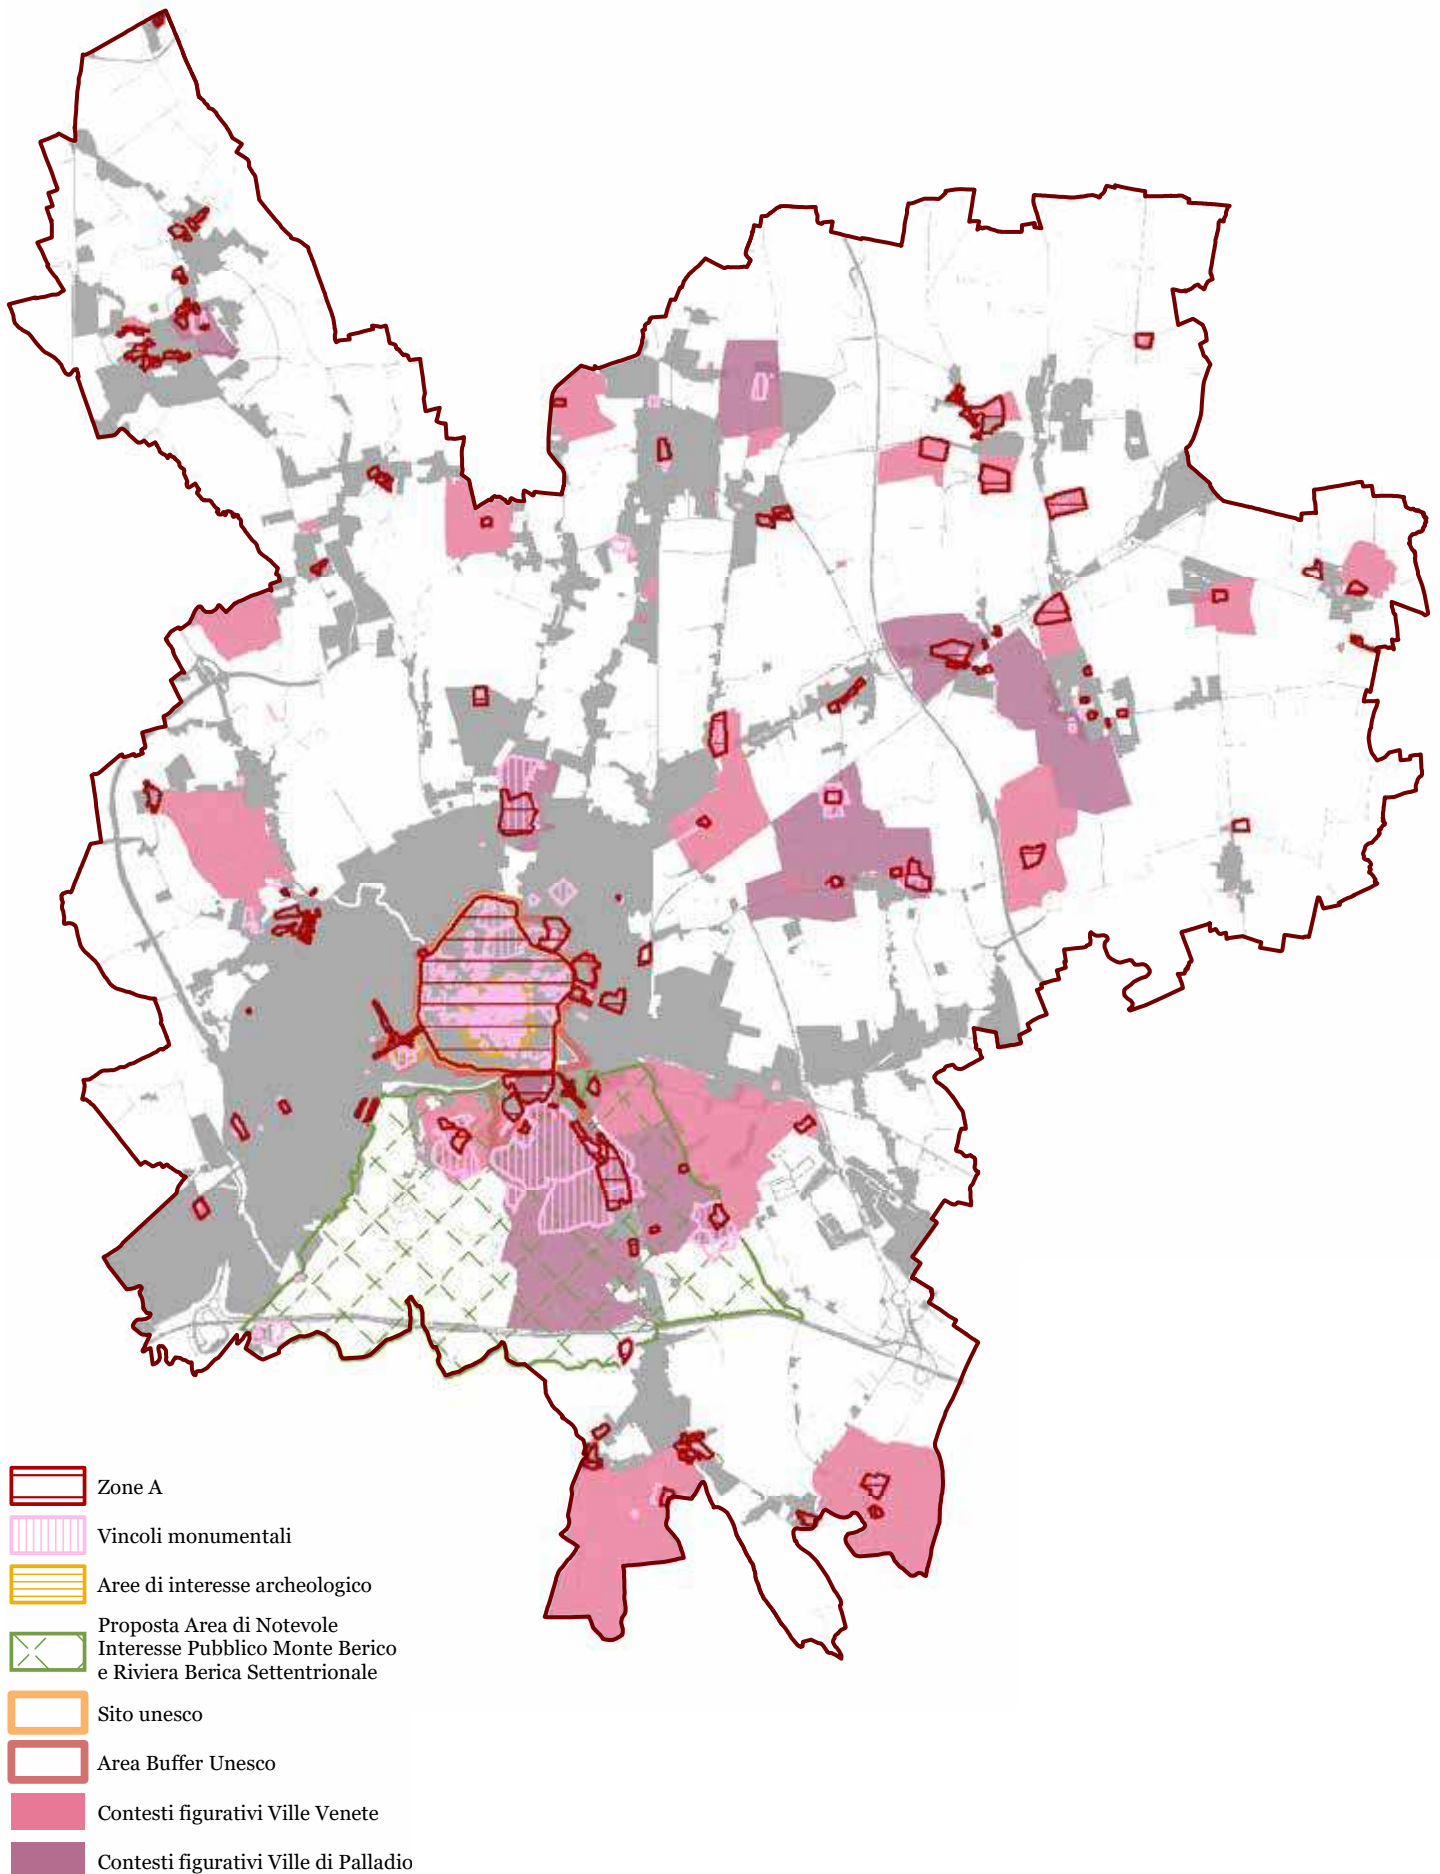 Zone A
Vincoli monumentali
Aree di interesse archeologico
Proposta Area di Notevole
Interesse Pubblico Monte Berico
e Riviera Berica Settentrionale
Sito unesco
Area Buffer Unesco
Contesti figurativi Ville Venete
Contesti figurativi Ville di Palladio